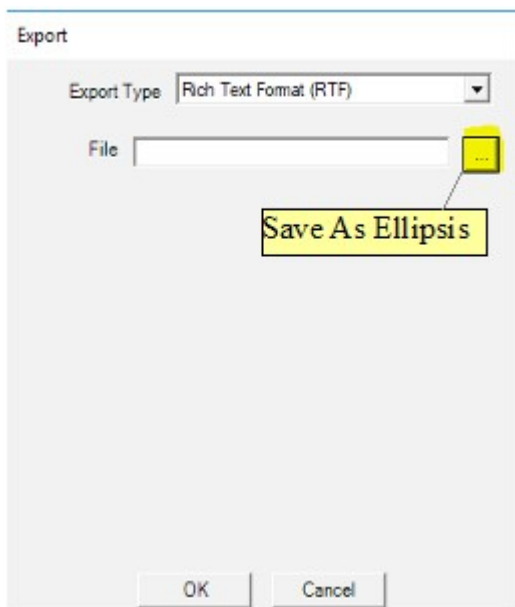 Export
Export Type Rich Text Format (RTF)
File ...
Save As Ellipsis
OK Cancel